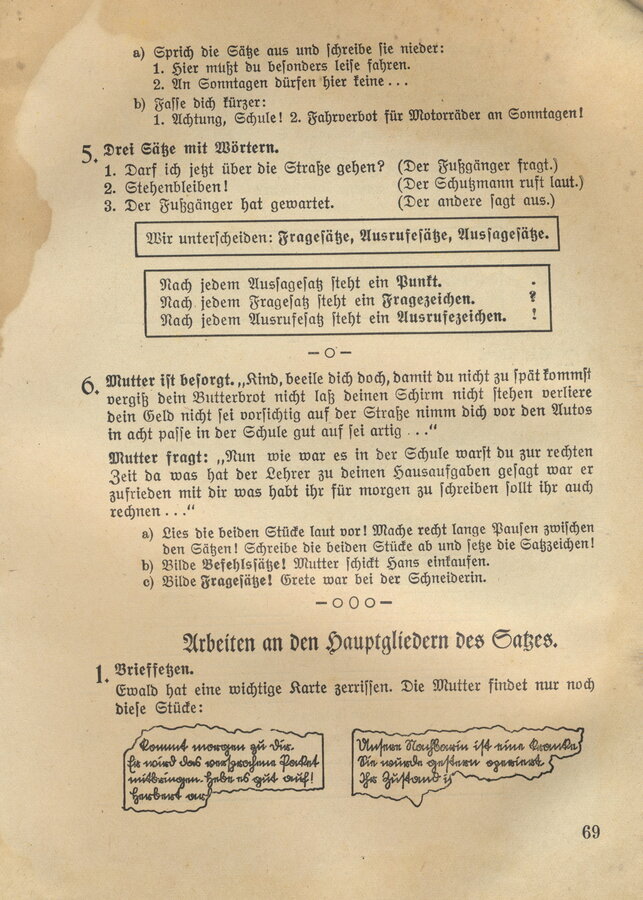 a) Sprich die Sätze aus und schreibe sie nieder:
1. Hier mußt du besonders leise fahren.
2. An Sonntagen dürfen hier keine ...
b) Fasse dich kürzer:
1. Achtung, Schule! 2. Fahrverbot für Motorräder an Sonntagen!
5. Drei Sätze mit Wörtern.
1. Darf ich jetzt über die Straße gehen? (Der Fußgänger fragt.)
2. Stehenbleiben! (Der Schutzmann ruft laut.)
3. Der Fußgänger hat gewartet. (Der andere sagt aus.)
Wir unterscheiden: Fragesätze, Ausrufesätze, Aussagesätze.
Nach jedem Aussagesatz steht ein Punkt. .
Nach jedem Fragesatz steht ein Fragezeichen. ?
Nach jedem Ausrufesatz steht ein Ausrufezeichen. !
6. Mutter ist besorgt. „Kind, beeile dich doch, damit du nicht zu spät kommst
vergiß dein Butterbrot nicht laß deinen Schirm nicht stehen verliere
dein Geld nicht sei vorsichtig auf der Straße nimm dich vor den Autos
in acht passe in der Schule gut auf sei artig ...“
Mutter fragt: „Nun wie war es in der Schule warst du zur rechten
Zeit da was hat der Lehrer zu deinen Hausaufgaben gesagt war er
zufrieden mit dir was habt ihr für morgen zu schreiben sollt ihr auch
rechnen ...“
a) Lies die beiden Stücke laut vor! Mache recht lange Pausen zwischen
den Sätzen! Schreibe die beiden Stücke ab und setze die Satzzeichen!
b) Bilde Befehlssätze! Mutter schickt Hans einkaufen.
c) Bilde Fragesätze! Grete war bei der Schneiderin.
Arbeiten an den Hauptgliedern des Satzes.
1. Brieffetzen.
Ewald hat eine wichtige Karte zerrissen. Die Mutter findet nur noch
diese Stücke:
kommt morgen zu Dir.
Er wird das versprochene Paket
mitbringen. Hebe es gut auf!
Herbert ar
Unsere Nachbarin ist eine Kranke
Sie wurde gestern operiert.
Ihr Zustand is
69